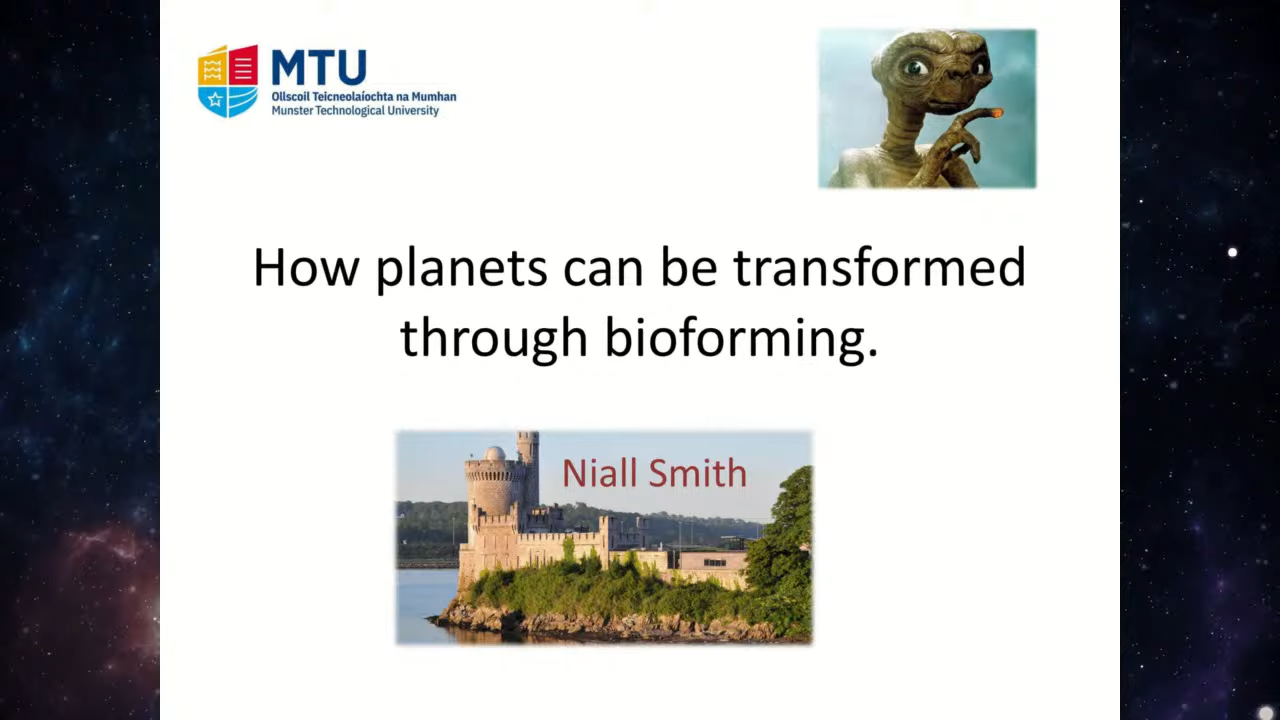 MTU
Ollscoil Teicneolaíochta na Mumhan
Munster Technological University
How planets can be transformed
through bioforming.
Niall Smith